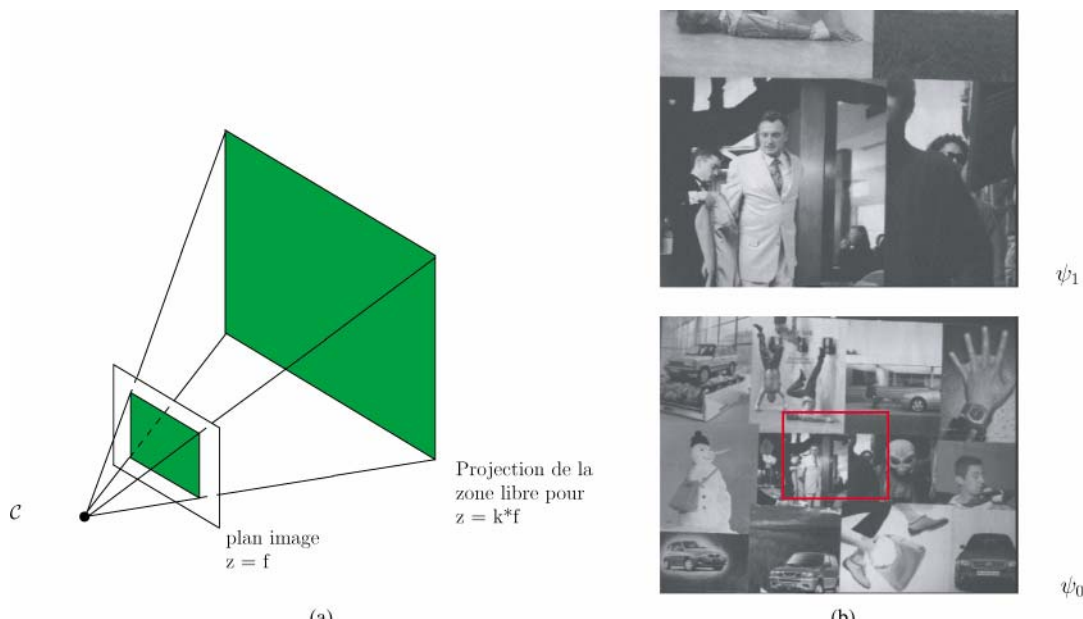 ψ1
C
Projection de la
zone libre pour
z = k*f
plan image
z = f
ψ0
(a)
(b)